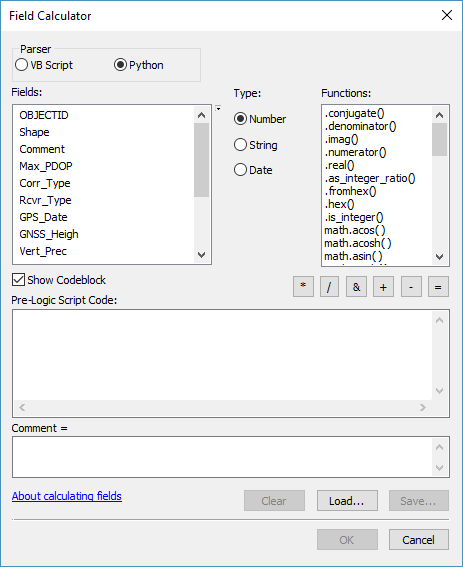 Field Calculator
Parser
VB Script
Python
Fields:
Type:
Functions:
OBJECTID
Shape
Comment
Max_PDOP
Corr_Type
Rcvr_Type
GPS_Date
GNSS_Heigh
Vert_Prec
Number
String
Date
.conjugate()
.denominator()
.imag()
.numerator()
.real()
.as_integer_ratio()
.fromhex()
.hex()
.is_integer()
math.acos( )
math.acosh( )
math.asin( )
Show Codeblock
* / & + - =
Pre-Logic Script Code:
Comment =
About calculating fields
Clear
Load...
Save...
OK
Cancel